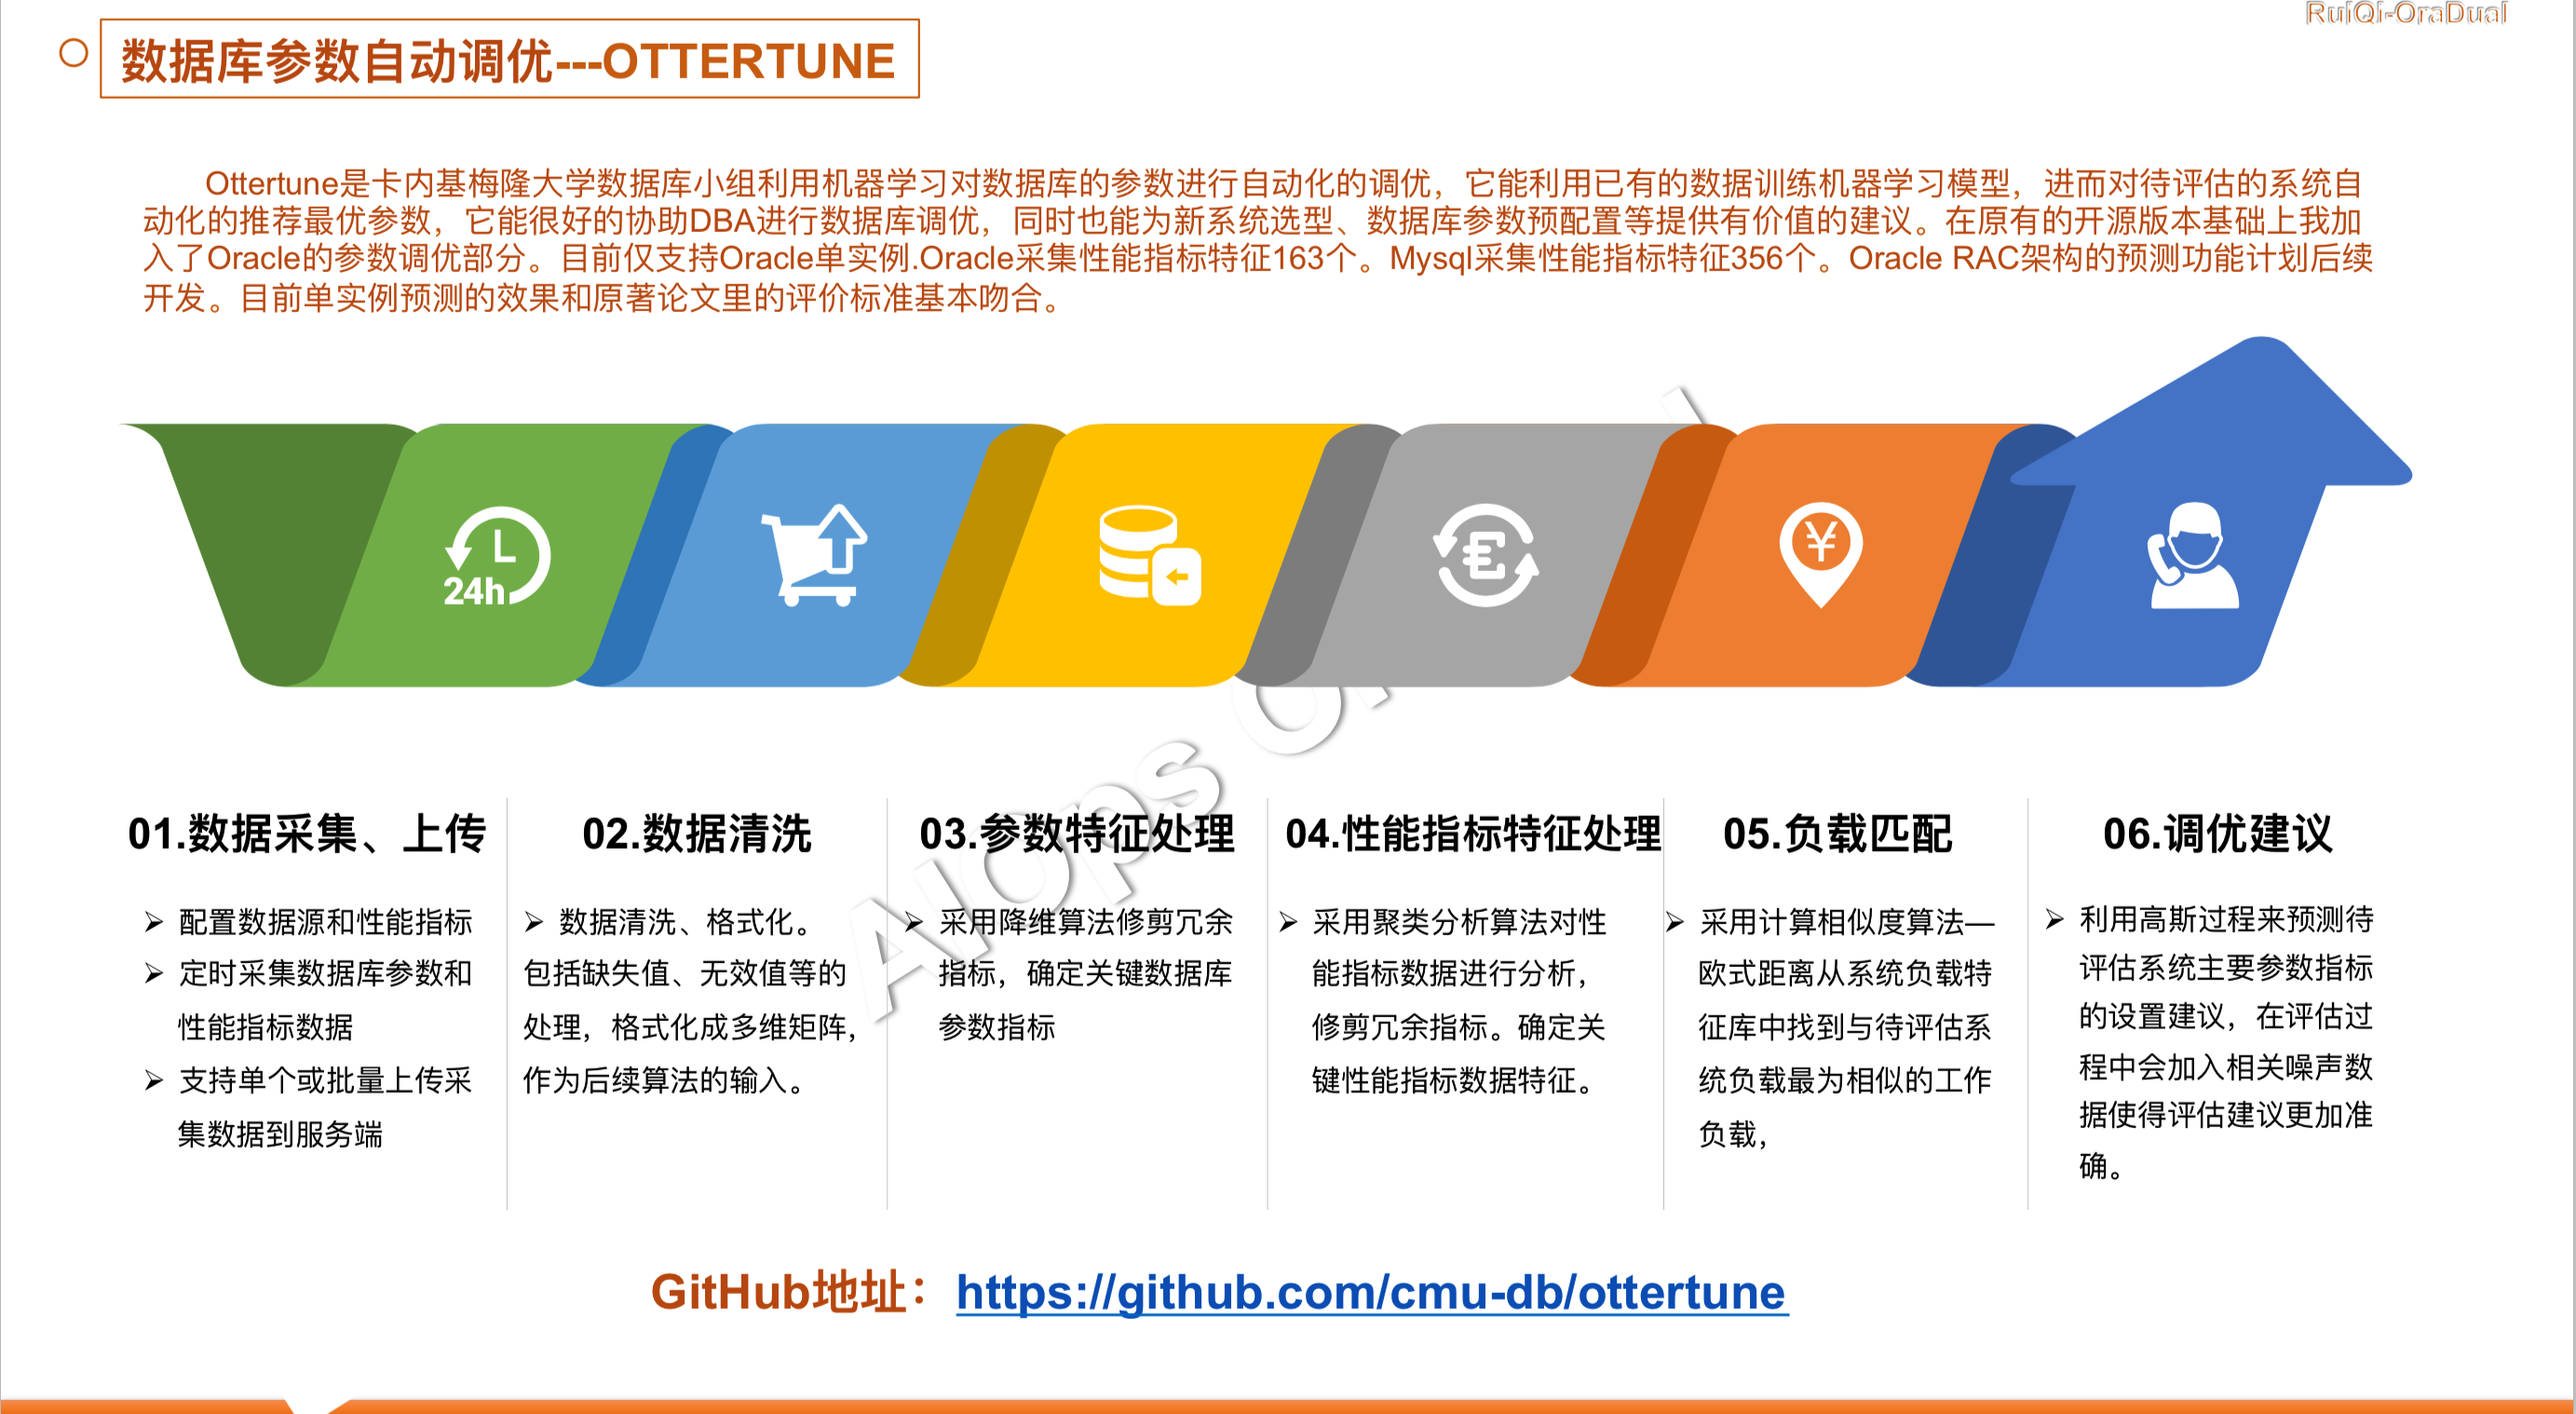 RuiQi-OraDual
数据库参数自动调优---OTTERTUNE
Ottertune是卡内基梅隆大学数据库小组利用机器学习对数据库的参数进行自动化的调优，它能利用已有的数据训练机器学习模型，进而对待评估的系统自
动化的推荐最优参数，它能很好的协助DBA进行数据库调优，同时也能为新系统选型、数据库参数预配置等提供有价值的建议。在原有的开源版本基础上我加
入了Oracle的参数调优部分。目前仅支持Oracle单实例.Oracle采集性能指标特征163个。Mysql采集性能指标特征356个。Oracle RAC架构的预测功能计划后续
开发。目前单实例预测的效果和原著论文里的评价标准基本吻合。
24h
AIOps
01.数据采集、上传
➢ 配置数据源和性能指标
➢ 定时采集数据库参数和
性能指标数据
➢ 支持单个或批量上传采
集数据到服务端
02.数据清洗
➢ 数据清洗、格式化。
包括缺失值、无效值等的
处理，格式化成多维矩阵，
作为后续算法的输入。
03.参数特征处理
➢ 采用降维算法修剪冗余
指标，确定关键数据库
参数指标
04.性能指标特征处理
➢ 采用聚类分析算法对性
能指标数据进行分析，
修剪冗余指标。确定关
键性能指标数据特征。
05.负载匹配
➢ 采用计算相似度算法—
欧式距离从系统负载特
征库中找到与待评估系
统负载最为相似的工作
负载，
06.调优建议
➢ 利用高斯过程来预测待
评估系统主要参数指标
的设置建议，在评估过
程中会加入相关噪声数
据使得评估建议更加准
确。
GitHub地址：https://github.com/cmu-db/ottertune